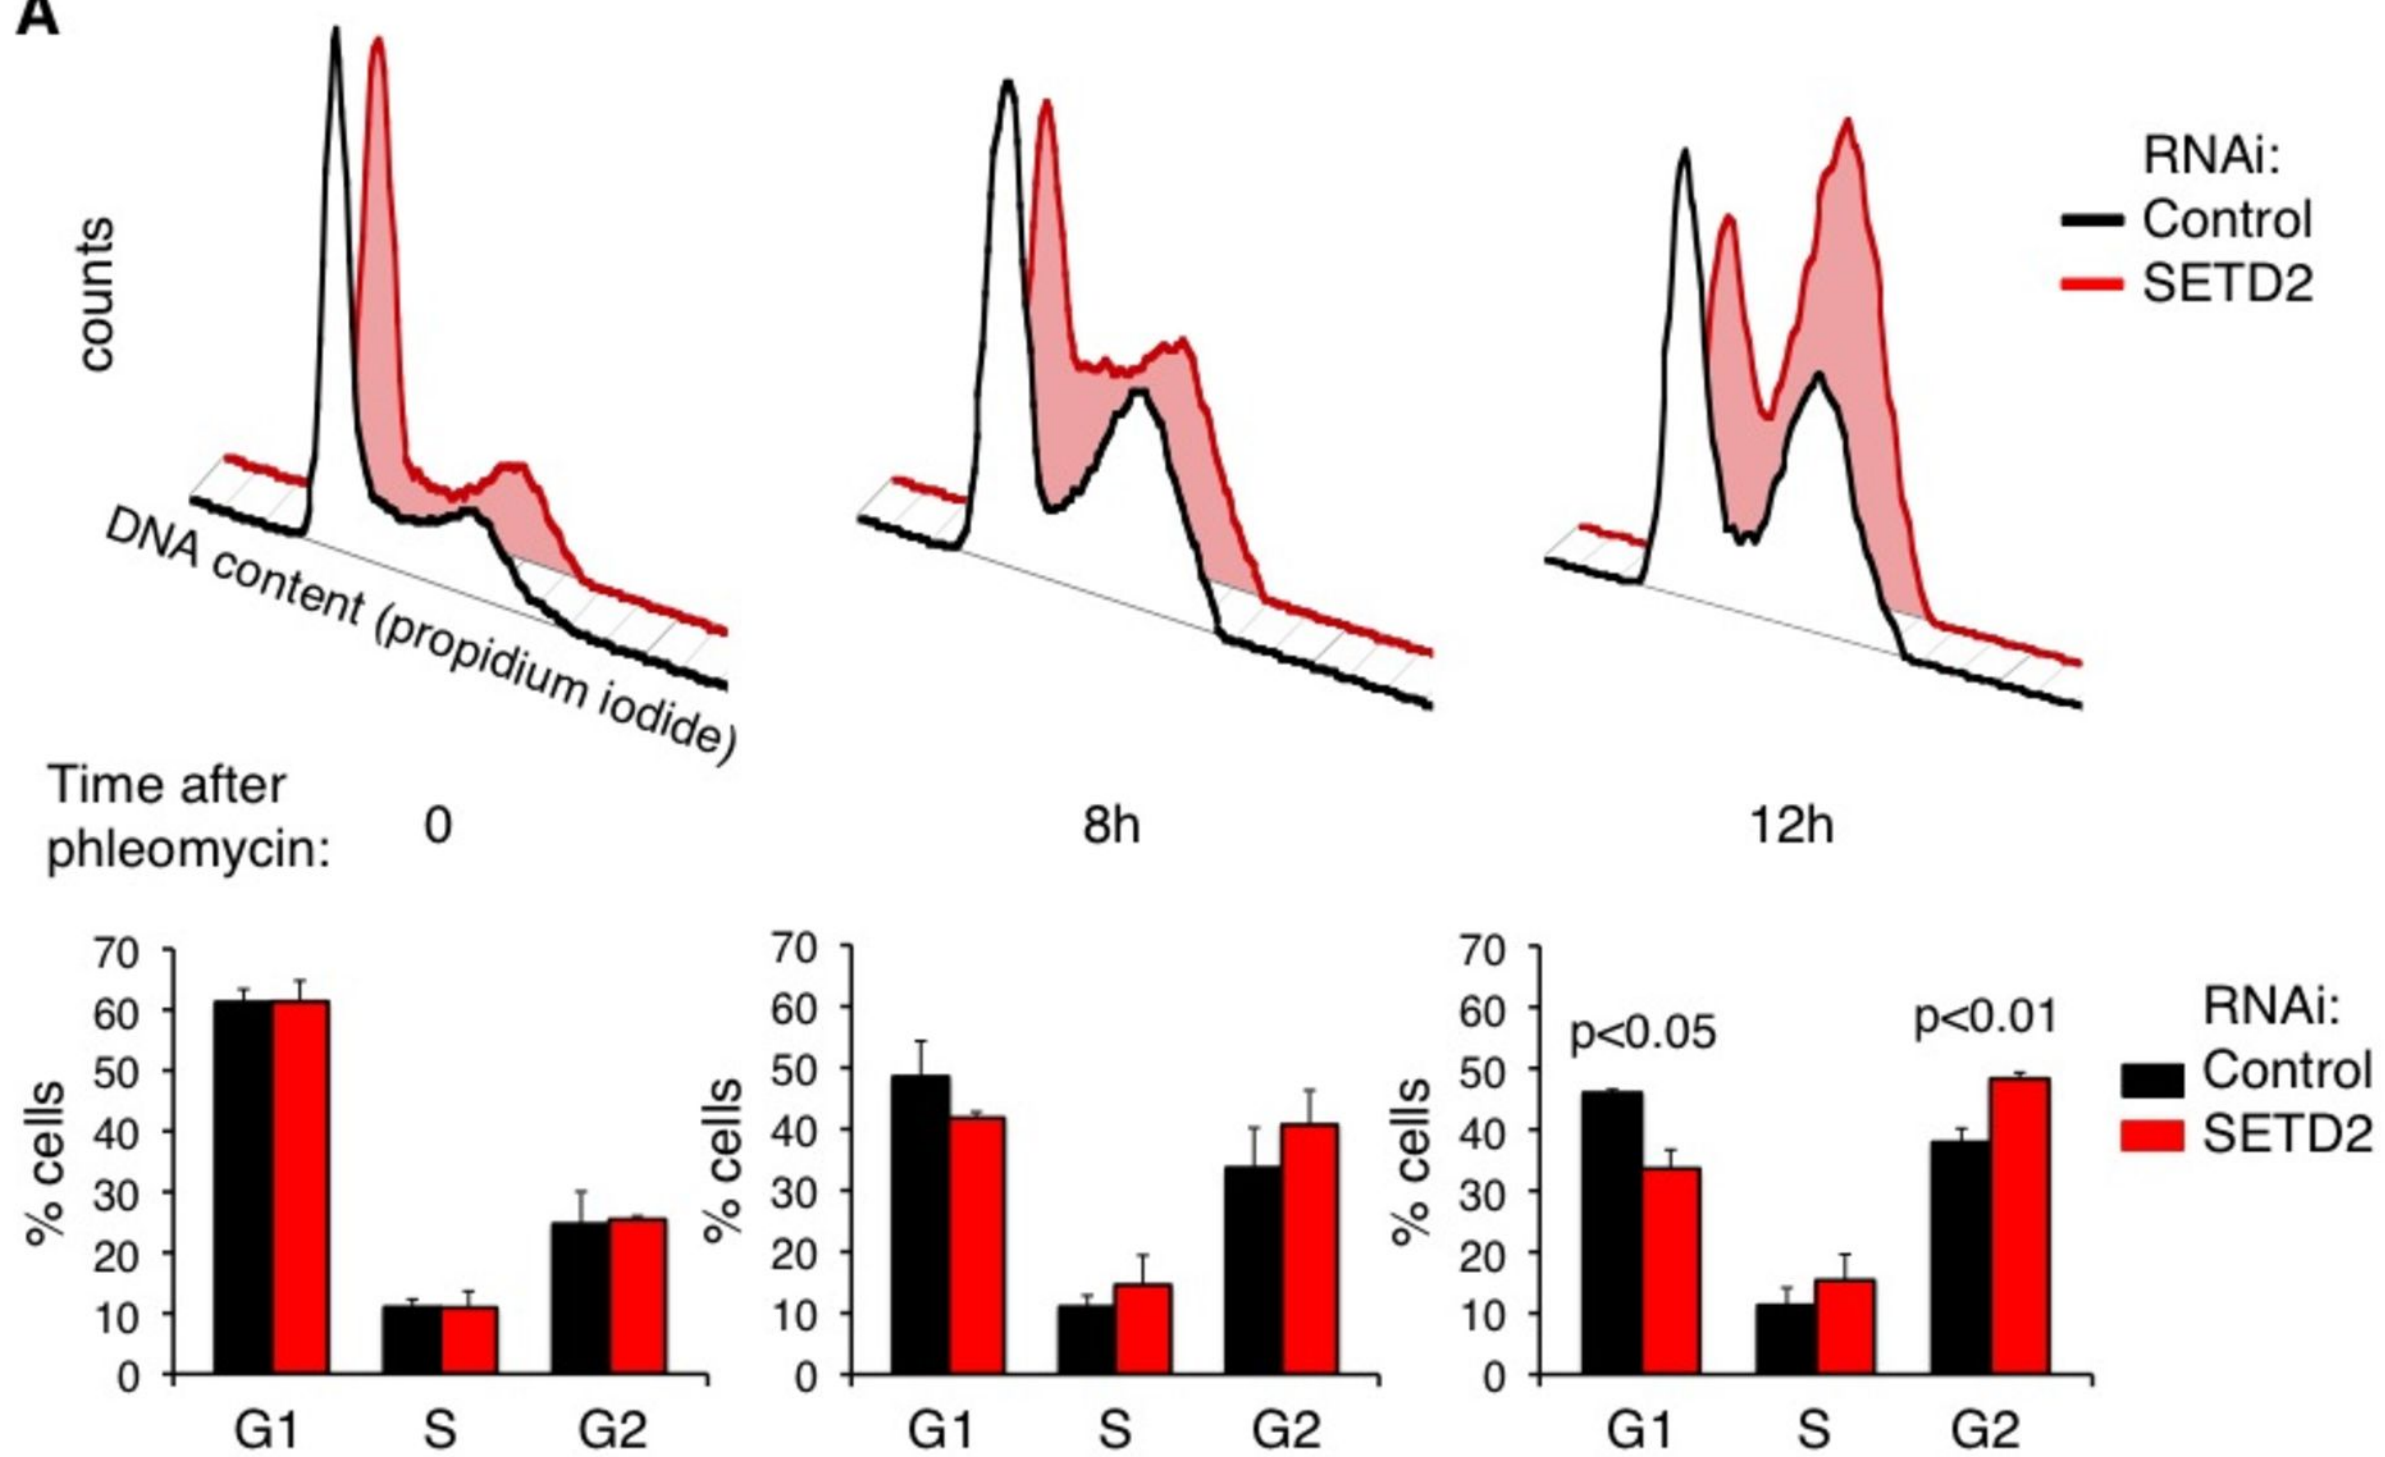 A
counts
DNA content (propidium iodide)
RNAi:
Control
SETD2
Time after
phleomycin:
0
8h
12h
% cells
70
60
50
40
30
20
10
0
G1
S
G2
% cells
70
60
50
40
30
20
10
0
G1
S
G2
% cells
70
60
50
40
30
20
10
0
p<0.05
p<0.01
G1
S
G2
RNAi:
Control
SETD2